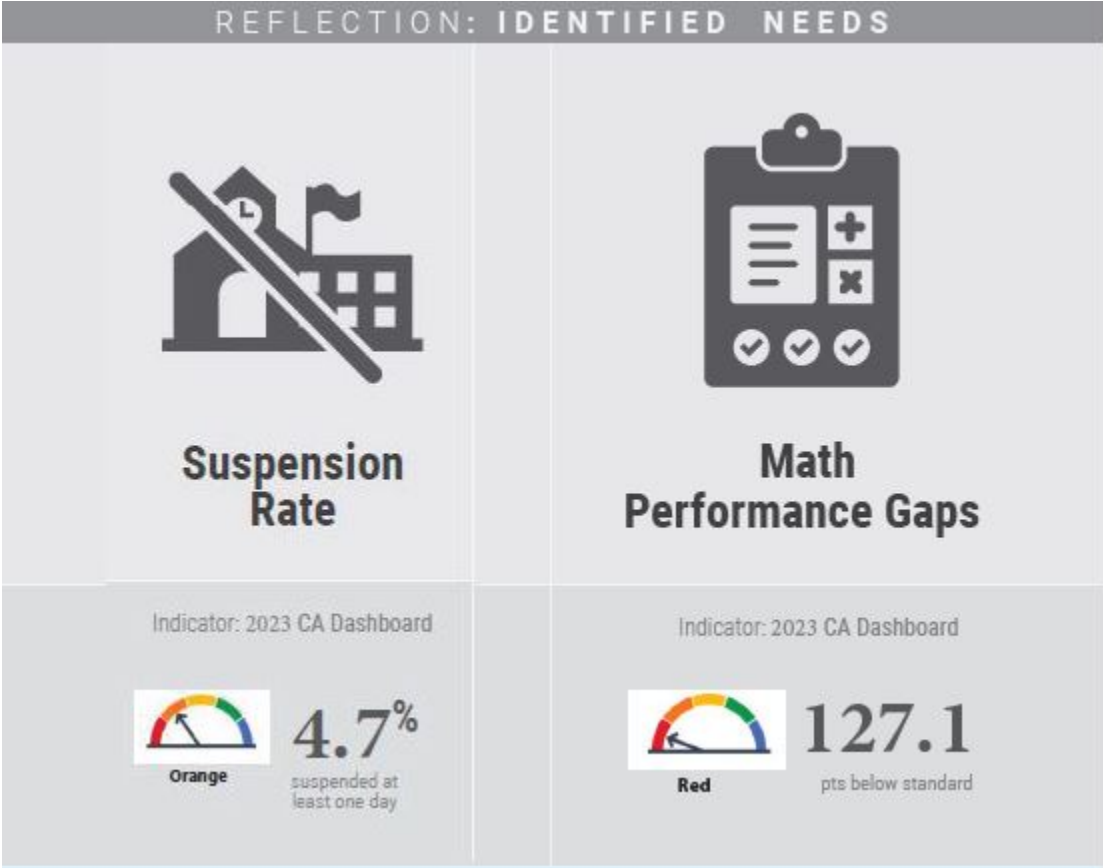 REFLECTION: IDENTIFIED NEEDS
Suspension
Rate
Indicator: 2023 CA Dashboard
Orange
4.7%
suspended at
least one day
Math
Performance Gaps
Indicator: 2023 CA Dashboard
Red
127.1
pts below standard